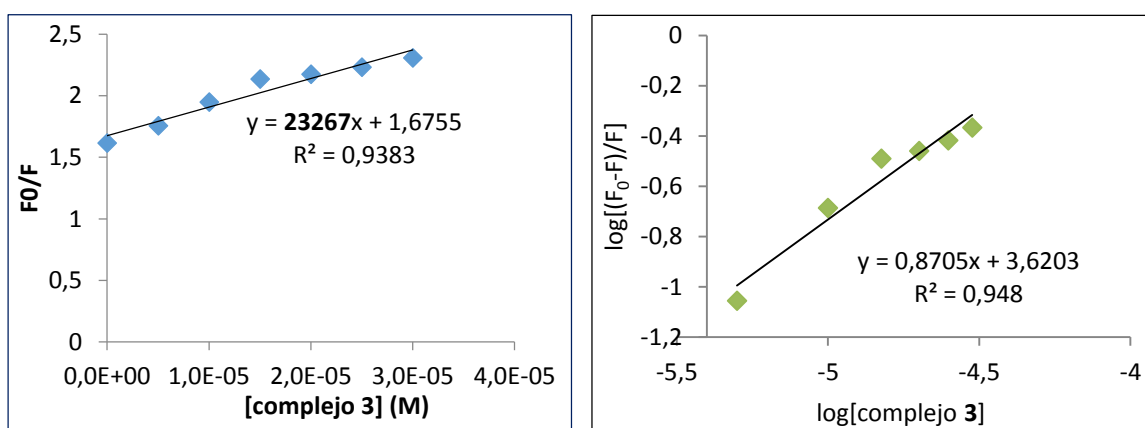 F0/F
2,5
2
1,5
1
0,5
0
y = 23267x + 1,6755
R² = 0,9383
0,0E+00 1,0E-05 2,0E-05 3,0E-05 4,0E-05
[complejo 3] (M)
log[(F₀-F)/F]
0
-0,2
-0,4
-0,6
-0,8
-1
-1,2
y = 0,8705x + 3,6203
R² = 0,948
-5,5 -5 -4,5 -4
log[complejo 3]